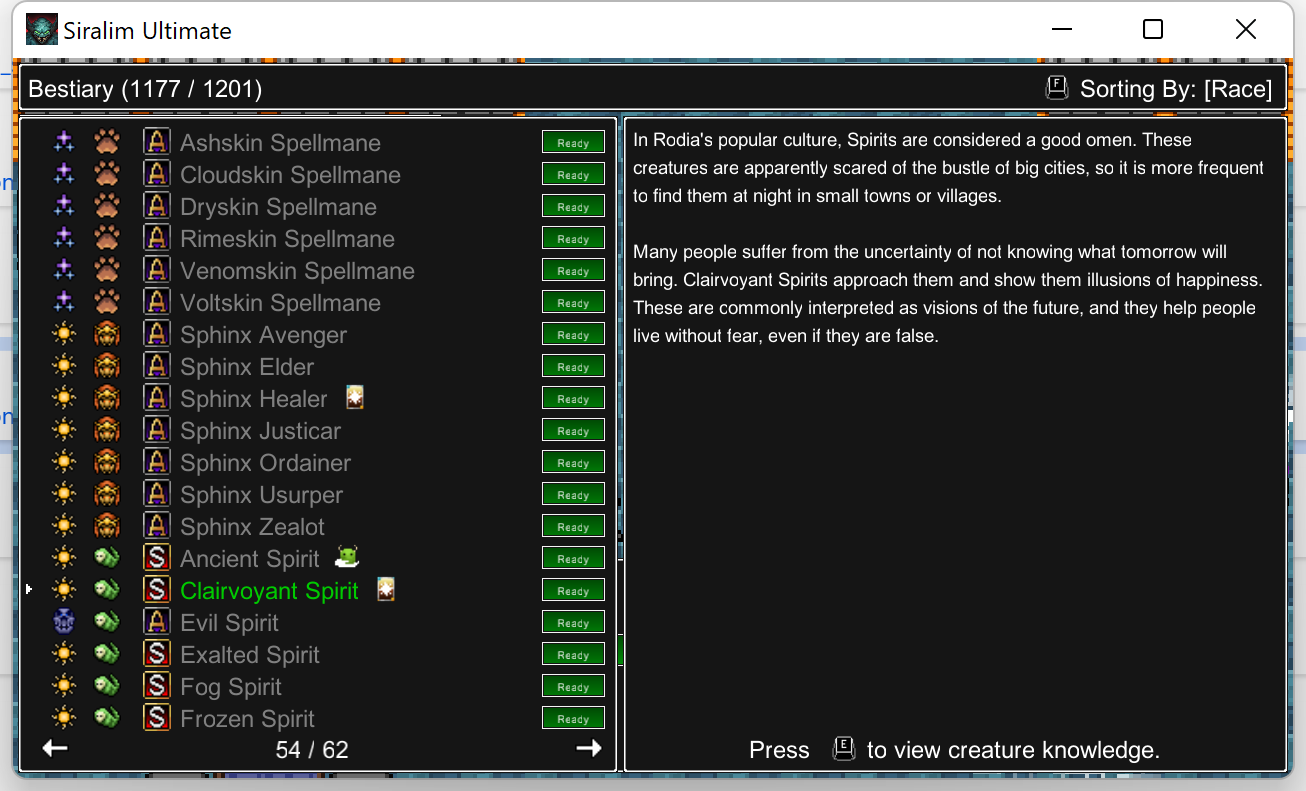 Siralim Ultimate
Bestiary (1177 / 1201)
F Sorting By: [Race]
A Ashskin Spellmane Ready
A Cloudskin Spellmane Ready
A Dryskin Spellmane Ready
A Rimeskin Spellmane Ready
A Venomskin Spellmane Ready
A Voltskin Spellmane Ready
A Sphinx Avenger Ready
A Sphinx Elder Ready
A Sphinx Healer Ready
A Sphinx Justicar Ready
A Sphinx Ordainer Ready
A Sphinx Usurper Ready
A Sphinx Zealot Ready
S Ancient Spirit Ready
S Clairvoyant Spirit Ready
A Evil Spirit Ready
S Exalted Spirit Ready
S Fog Spirit Ready
S Frozen Spirit Ready
54 / 62
In Rodia's popular culture, Spirits are considered a good omen. These
creatures are apparently scared of the bustle of big cities, so it is more frequent
to find them at night in small towns or villages.
Many people suffer from the uncertainty of not knowing what tomorrow will
bring. Clairvoyant Spirits approach them and show them illusions of happiness.
These are commonly interpreted as visions of the future, and they help people
live without fear, even if they are false.
Press E to view creature knowledge.